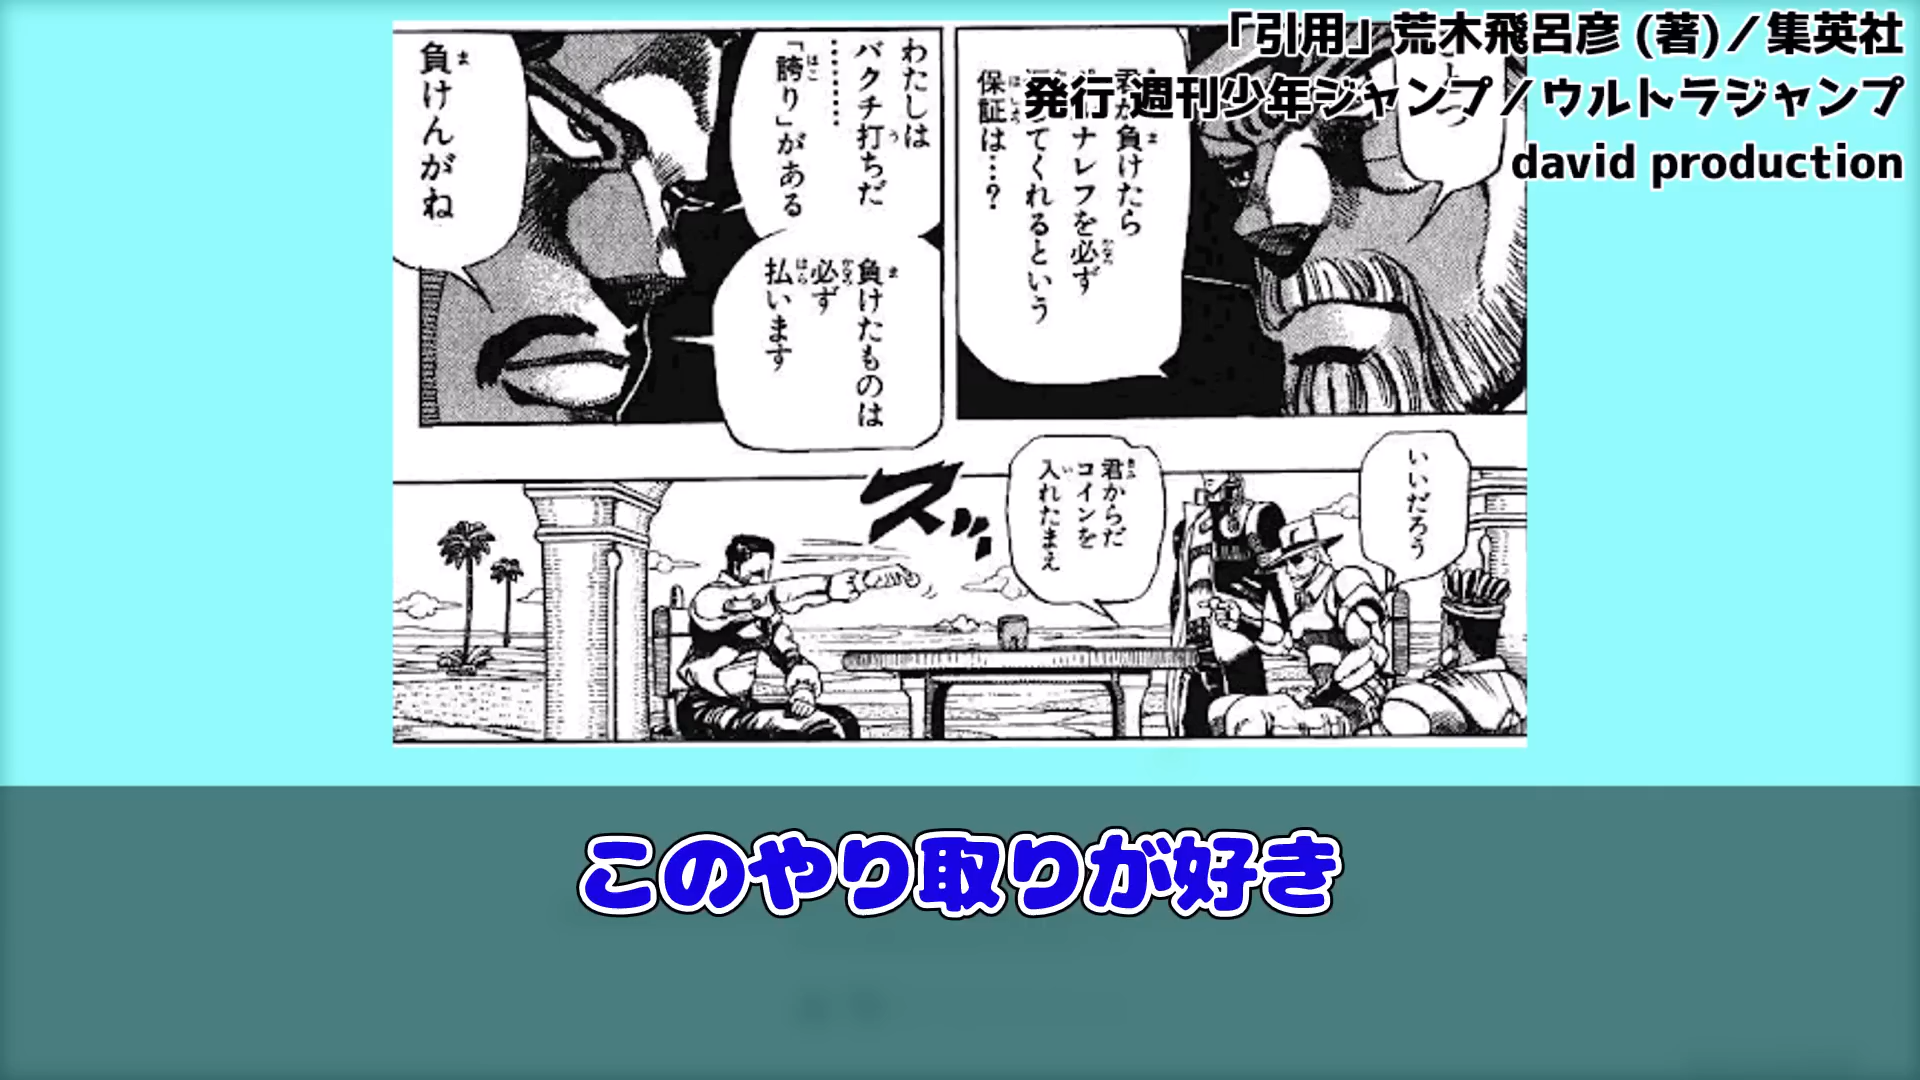 「引用」荒木飛呂彦 (著)／集英社
発行 週刊少年ジャンプ／ウルトラジャンプ
david production
負けたら
ナレフを必ず
てくれるという
保証は…?
わたしは
バクチ打ちだ
………
「誇り」がある
負けたものは
必ず
払います
負けんがね
いいだろう
君からだ
コインを
入れたまえ
ズッ
このやり取りが好き